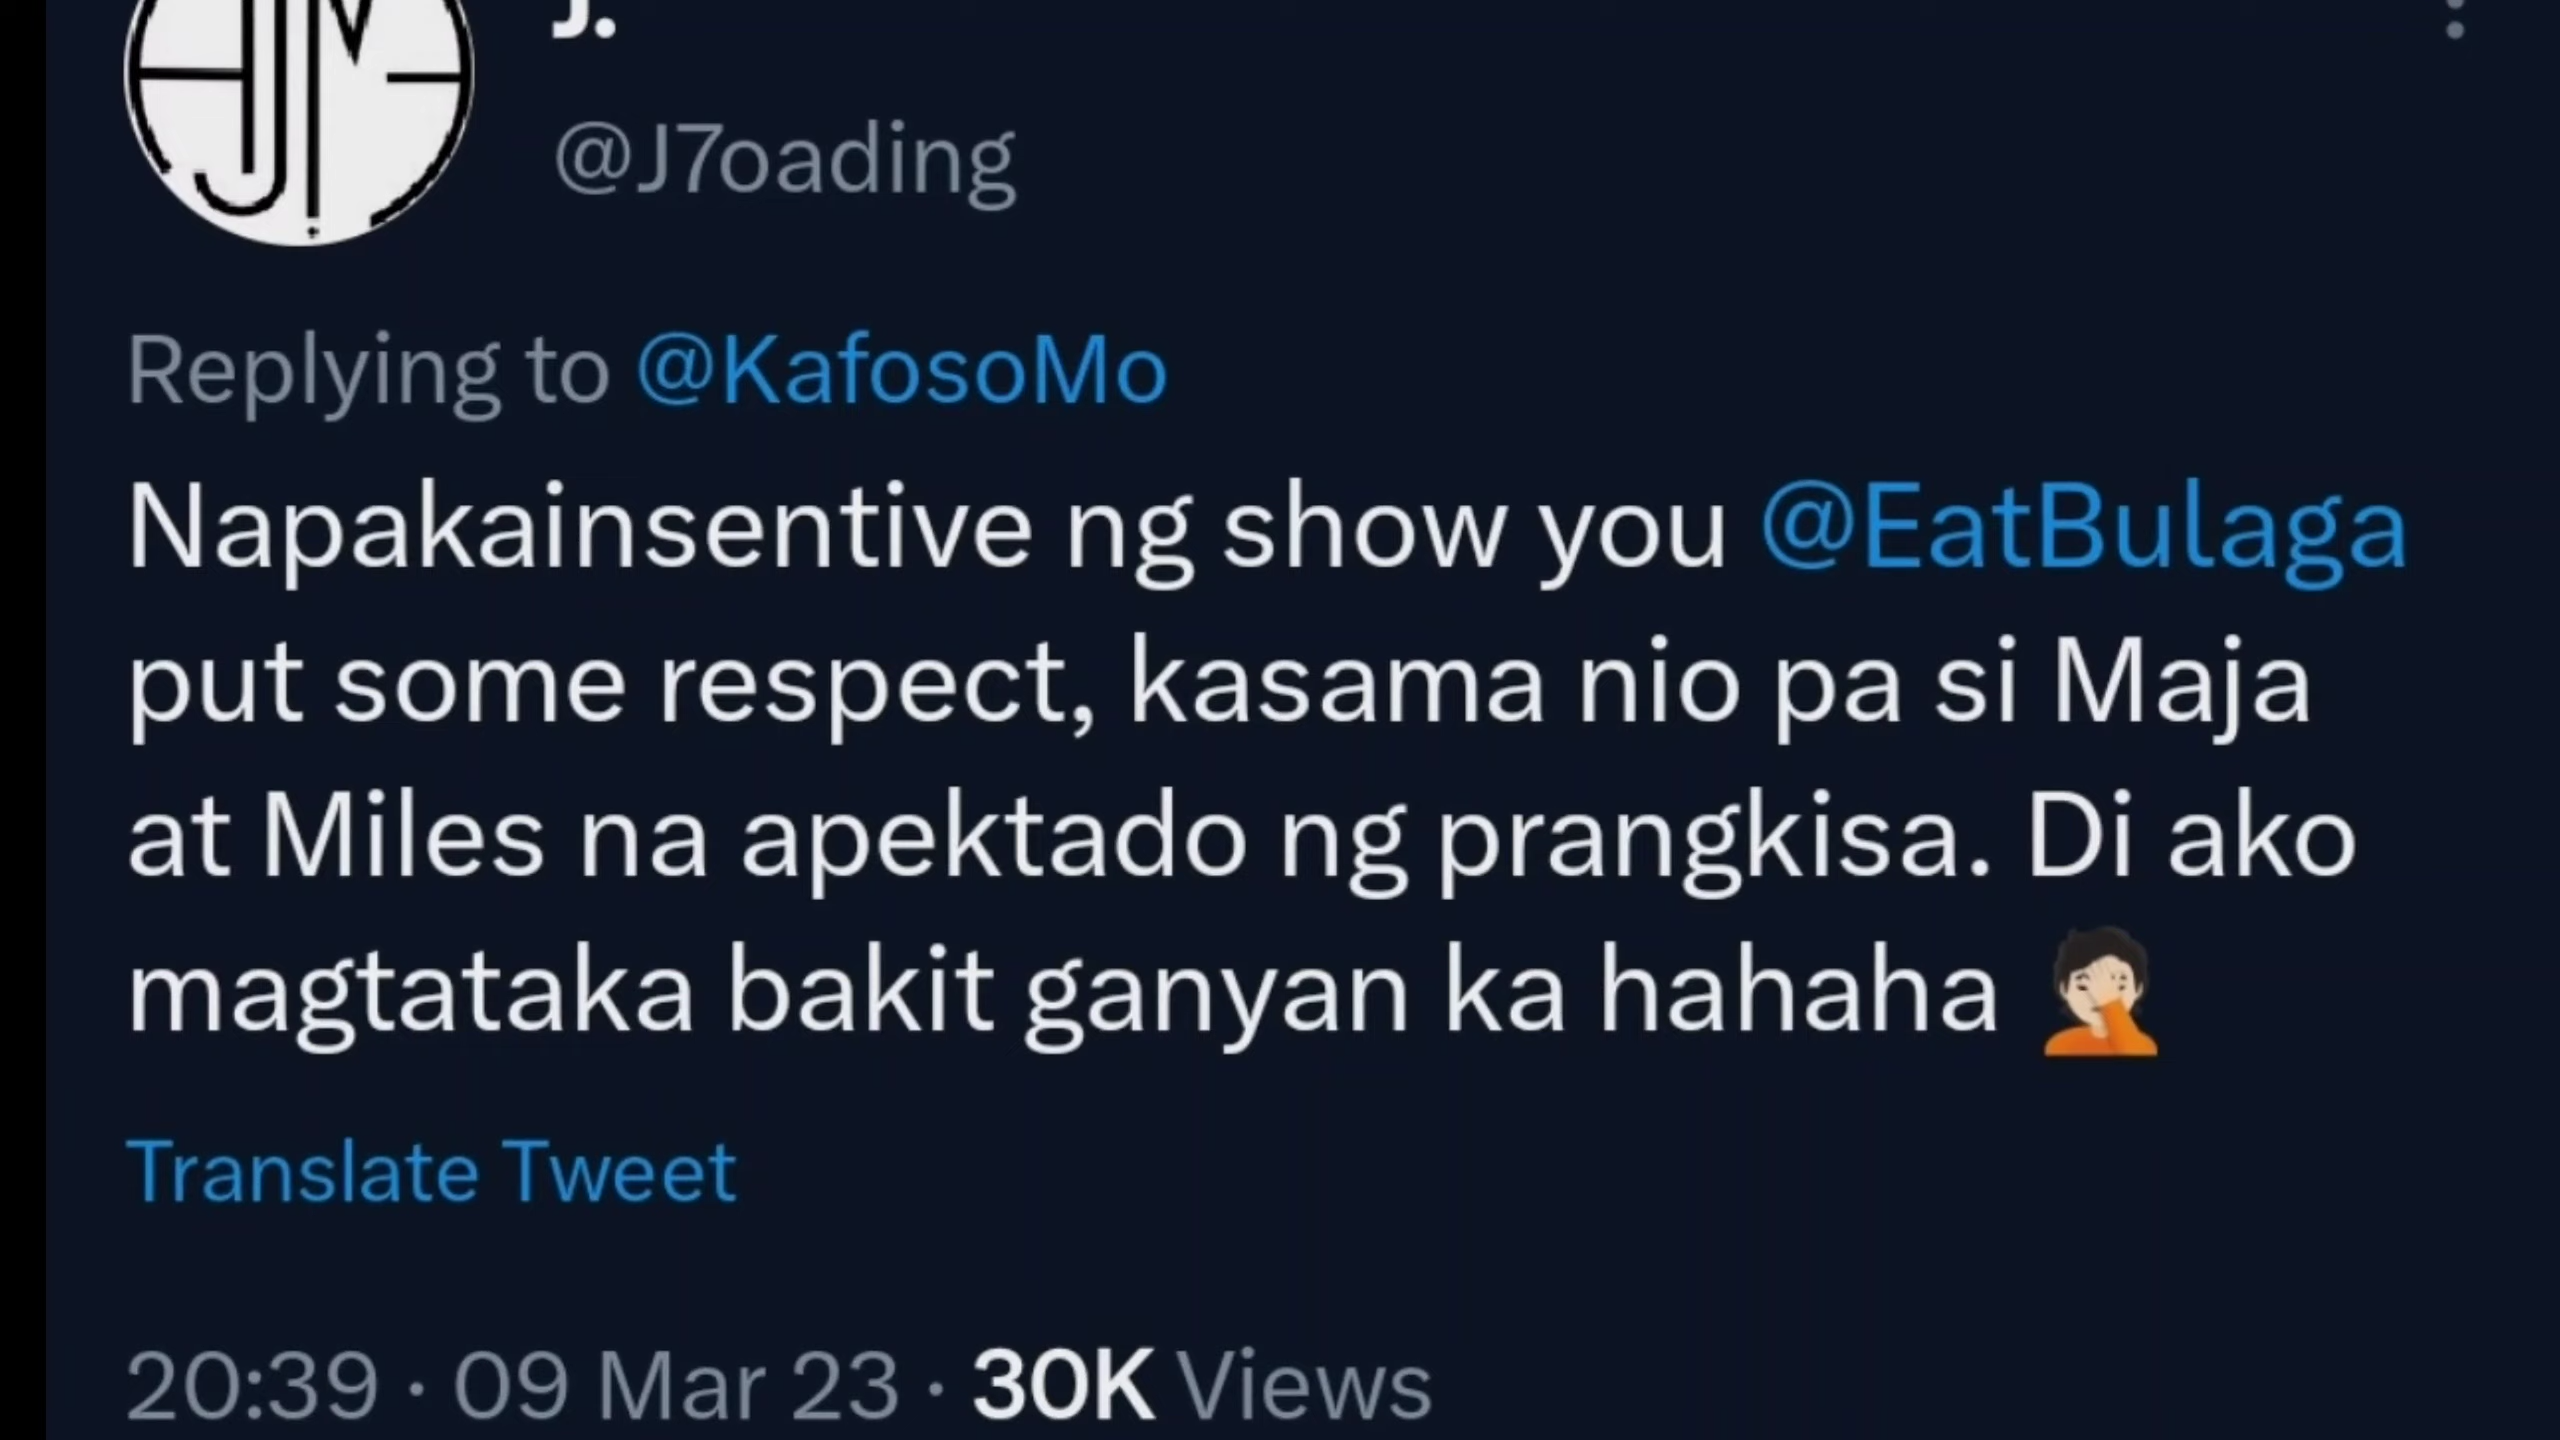 J.
@J7oading
Replying to @KafosoMo
Napakainsentive ng show you @EatBulaga
put some respect, kasama nio pa si Maja
at Miles na apektado ng prangkisa. Di ako
magtataka bakit ganyan ka hahaha 🤦🏻
Translate Tweet
20:39 · 09 Mar 23 · 30K Views